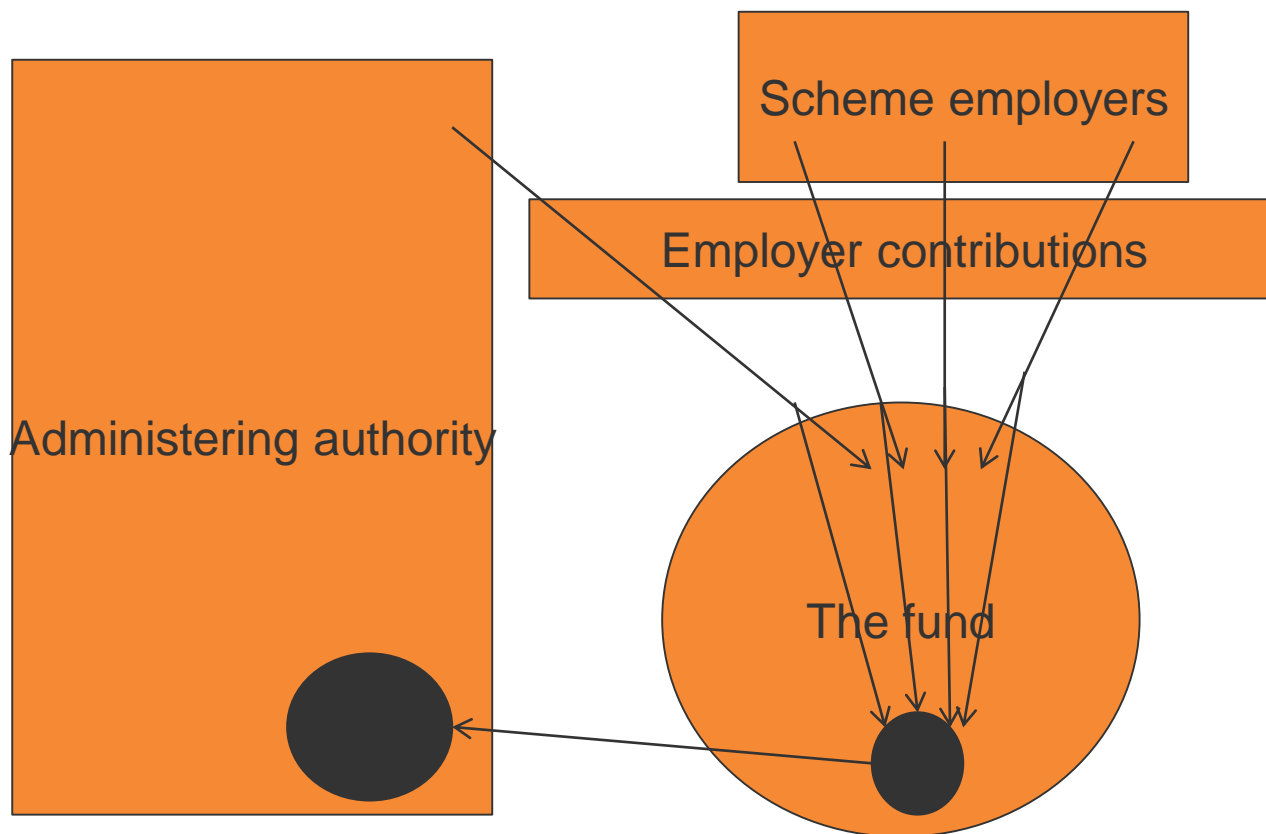 Scheme employers
Employer contributions
Administering authority
The fund